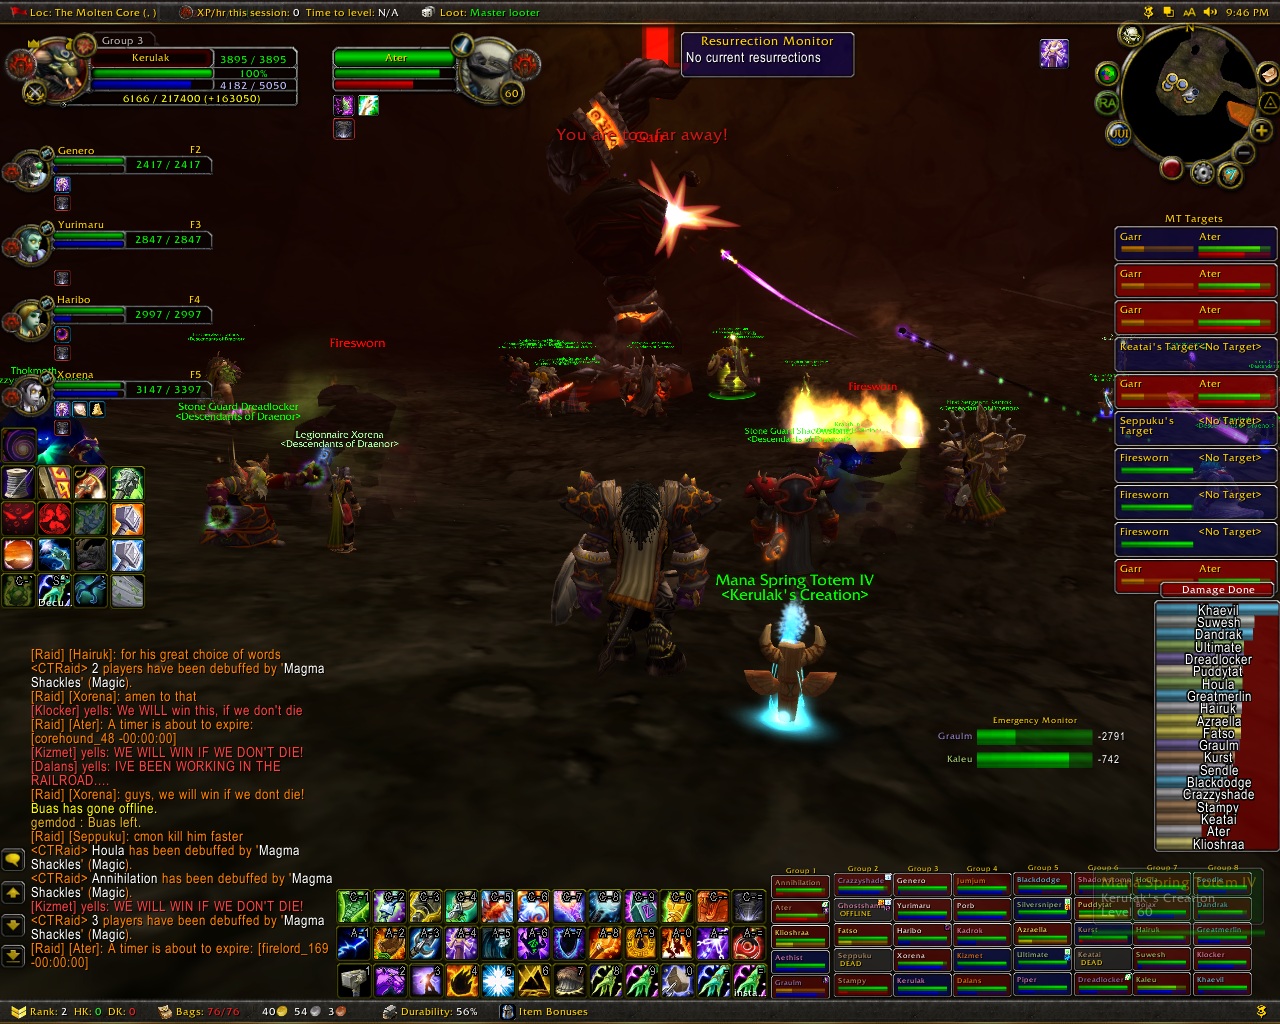 Loc: The Molten Core (, )
XP/hr this session: 0 Time to level: N/A
Loot: Master looter
9:46 PM
Group 3
Kerulak
3895 / 3895
100%
4182 / 5050
6166 / 217400 (+163050)
Ater
60
Resurrection Monitor
No current resurrections
You are too far away!
Genero
F2
2417 / 2417
Yurimaru
F3
2847 / 2847
Haribo
F4
2997 / 2997
Xorena
F5
3147 / 3397
Firesworn
Firesworn
Stone Guard Dreadlocker
<Descendants of Draenor>
Legionnaire Xorena
<Descendants of Draenor>
Mana Spring Totem IV
<Kerulak's Creation>
MT Targets
Garr Ater
Garr Ater
Garr Ater
Keatai's Target <No Target>
Garr Ater
Seppuku's Target <No Target>
Firesworn <No Target>
Firesworn <No Target>
Firesworn <No Target>
Garr Ater
Damage Done
Khaevil
Suwesh
Dandrak
Ultimate
Dreadlocker
Puddytat
Houla
Greatmerlin
Hairuk
Azraella
Fatso
Graulm
Kurst
Sendle
Blackdodge
Crazzyshade
Stampy
Keatai
Ater
Klioshraa
Emergency Monitor
Graulm -2791
Kaleu -742
[Raid] [Hairuk]: for his great choice of words
<CTRaid> 2 players have been debuffed by 'Magma
Shackles' (Magic).
[Raid] [Xorena]: amen to that
[Klocker] yells: We WILL win this, if we don't die
[Raid] [Ater]: A timer is about to expire:
[corehound_48 -00:00:00]
[Kizmet] yells: WE WILL WIN IF WE DON'T DIE!
[Dalans] yells: IVE BEEN WORKING IN THE
RAILROAD....
[Raid] [Xorena]: guys, we will win if we dont die!
Buas has gone offline.
gemdod : Buas left.
[Raid] [Seppuku]: cmon kill him faster
<CTRaid> Houla has been debuffed by 'Magma
Shackles' (Magic).
<CTRaid> Annihilation has been debuffed by 'Magma
Shackles' (Magic).
[Kizmet] yells: WE WILL WIN IF WE DON'T DIE!
<CTRaid> 3 players have been debuffed by 'Magma
Shackles' (Magic).
[Raid] [Ater]: A timer is about to expire: [firelord_169
-00:00:00]
Group 1 Group 2 Group 3 Group 4 Group 5 Group 6 Group 7 Group 8
Annihilation Crazzyshade Genero Jumjum Blackdodge
Ater OFFLINE Yurimaru Porb Silversniper Puddytat Dandrak
Klioshraa Fatso Haribo Kadrok Azraella Kurst Hairuk Greatmerlin
Aethist Seppuku DEAD Xorena Kizmet Ultimate Keatai DEAD Suwesh Klocker
Graulm Stampy Kerulak Dalans Piper Dreadlocker Kaleu Khaevil
Mana Spring Totem IV
Kerulak's Creation
Level 60
Rank: 2 HK: 0 DK: 0
Bags: 76/76
40 54 3
Durability: 56%
Item Bonuses